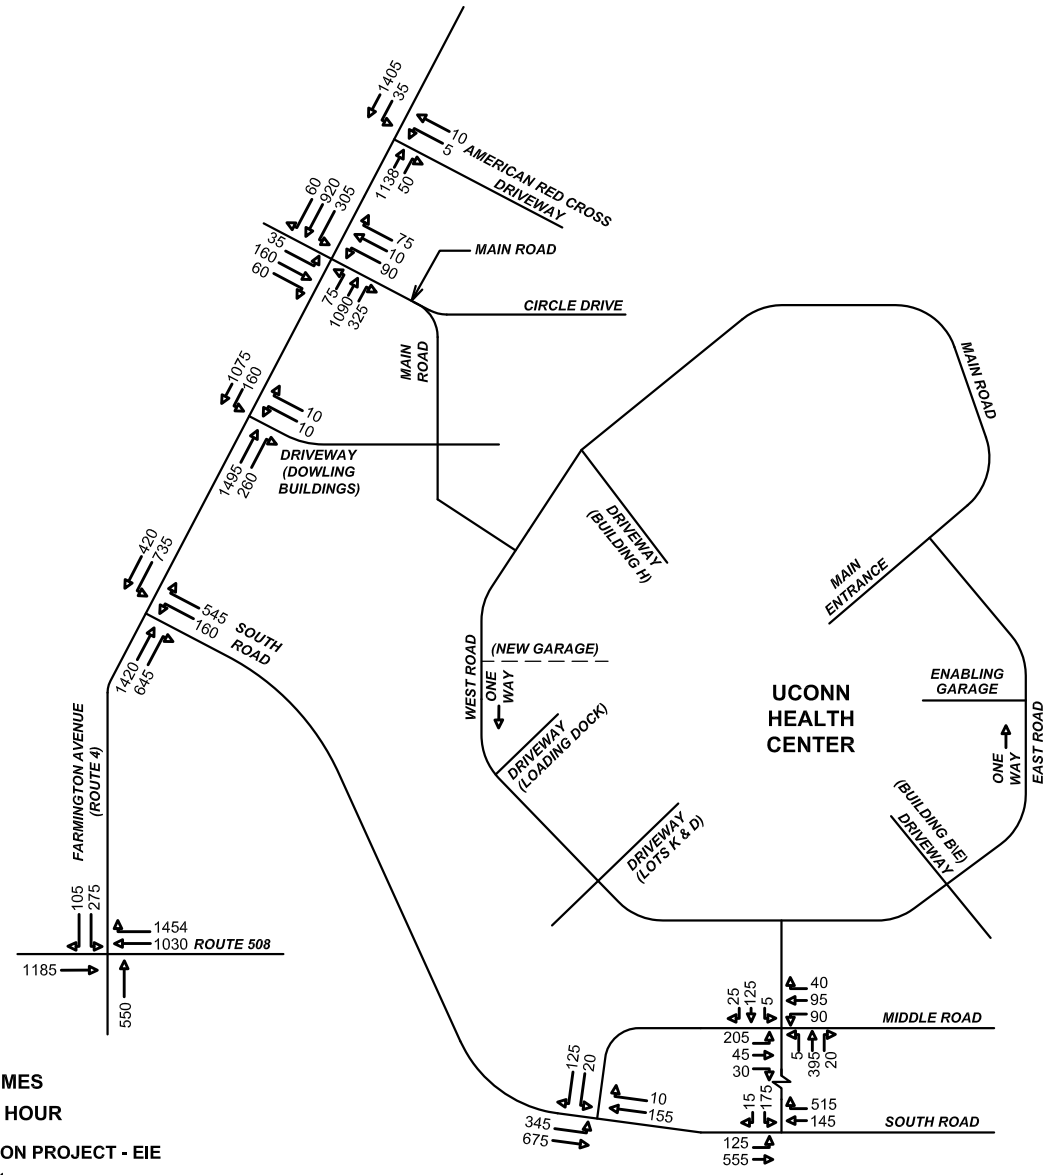 1405
35
10
5
AMERICAN RED CROSS
DRIVEWAY
1138
50
60
920
305
35
160
60
75
10
90
MAIN ROAD
75
1090
325
CIRCLE DRIVE
MAIN
ROAD
1075
160
10
10
1495
260
DRIVEWAY
(DOWLING
BUILDINGS)
MAIN ROAD
DRIVEWAY
(BUILDING H)
MAIN
ENTRANCE
420
735
545
160
SOUTH
ROAD
1420
645
WEST ROAD
(NEW GARAGE)
ONE
WAY
ENABLING
GARAGE
UCONN
HEALTH
CENTER
ONE
WAY
EAST ROAD
DRIVEWAY
(LOADING DOCK)
DRIVEWAY
(LOTS K & D)
(BUILDING B\E)
DRIVEWAY
FARMINGTON AVENUE
(ROUTE 4)
105
275
1454
1030 ROUTE 508
1185
550
25
125
5
40
95
90
MIDDLE ROAD
205
45
30
5
395
20
125
20
10
155
345
675
15
175
515
145
SOUTH ROAD
125
555
MES
HOUR
ON PROJECT - EIE